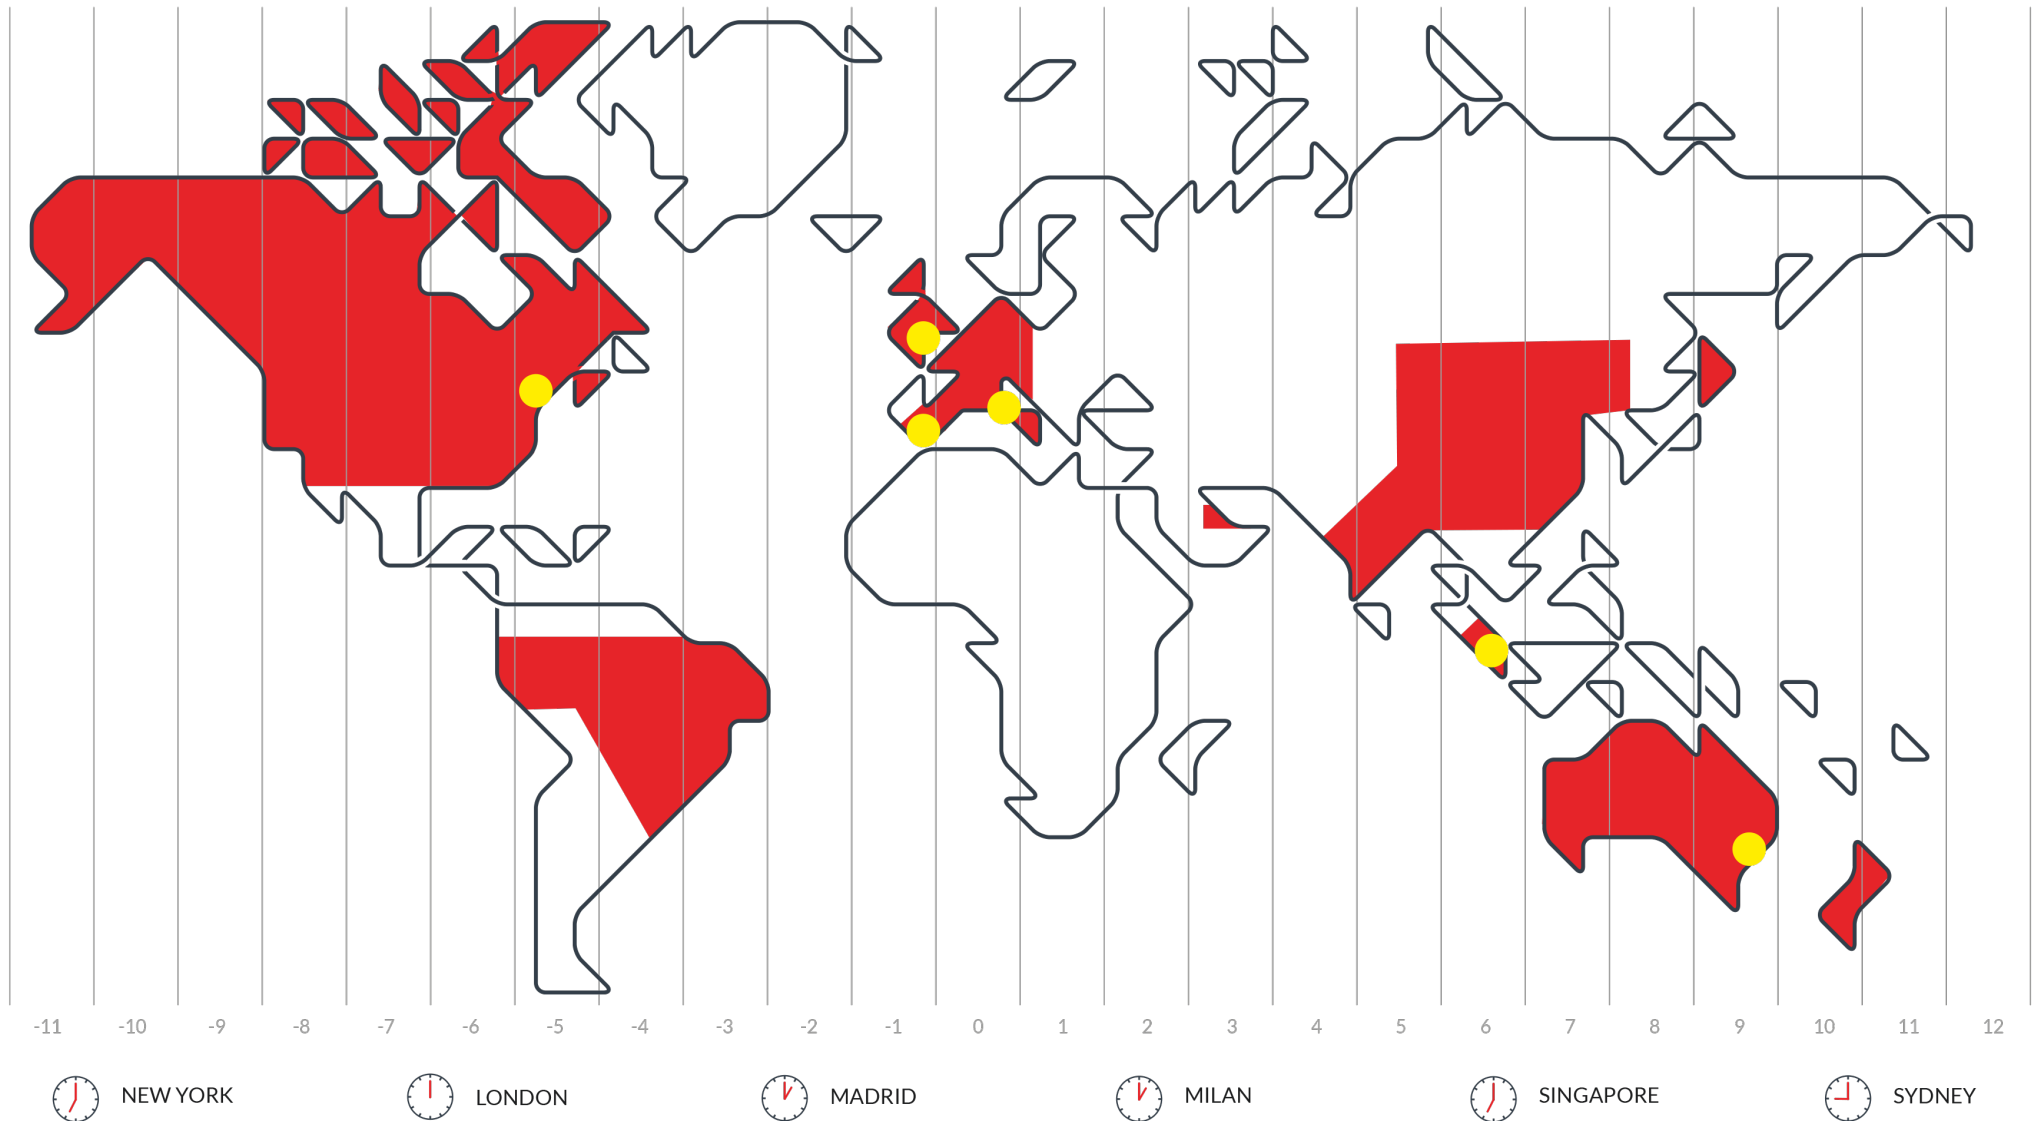 -11 -10 -9 -8 -7 -6 -5 -4 -3 -2 -1 0 1 2 3 4 5 6 7 8 9 10 11 12
NEW YORK LONDON MADRID MILAN SINGAPORE SYDNEY